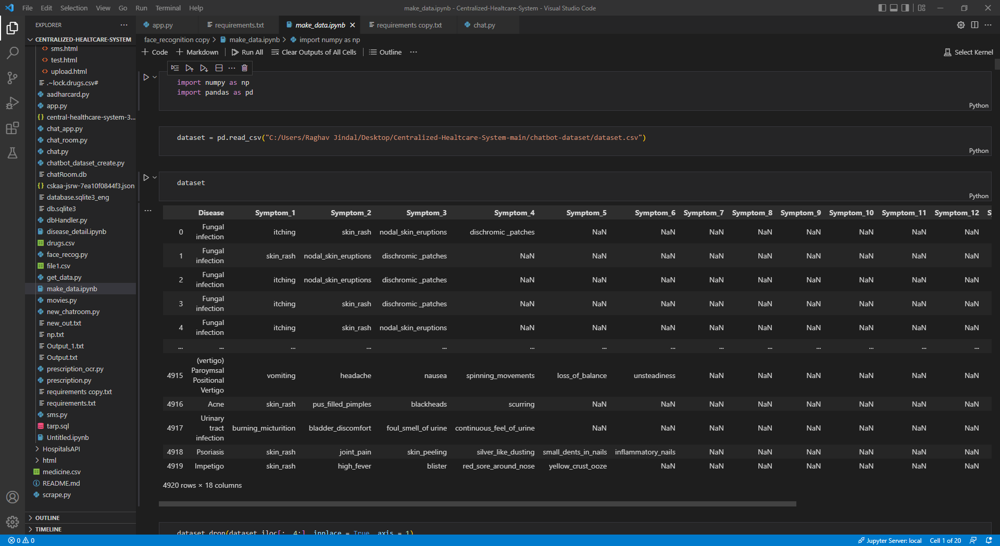 File Edit Selection View Go Run Terminal Help
make_data.ipynb - Centralized-Healtcare-System - Visual Studio Code
EXPLORER
CENTRALIZED-HEALTCARE-SYSTEM
sms.html
test.html
upload.html
.~lock.drugs.csv#
aadharcard.py
app.py
central-healthcare-system-3...
chat_app.py
chat_room.py
chat.py
chatbot_dataset_create.py
chatRoom.db
cskaa-jsrw-7ea10f0844f3.json
database.sqlite3_eng
db.sqlite3
dbHandler.py
disease_detail.ipynb
drugs.csv
face_recog.py
file1.csv
get_data.py
make_data.ipynb
movies.py
new_chatroom.py
new_out.txt
np.txt
Output_1.txt
Output.txt
prescription_ocr.py
prescription.py
requirements copy.txt
requirements.txt
sms.py
tarp.sql
Untitled.ipynb
HospitalsAPI
html
medicine.csv
README.md
scrape.py
OUTLINE
TIMELINE
app.py requirements.txt make_data.ipynb requirements copy.txt chat.py
face_recognition copy > make_data.ipynb > import numpy as np
+ Code + Markdown Run All Clear Outputs of All Cells Outline ... Select Kernel
import numpy as np
import pandas as pd
Python
dataset = pd.read_csv("C:/Users/Raghav Jindal/Desktop/Centralized-Healtcare-System-main/chatbot-dataset/dataset.csv")
Python
dataset
Python
Disease Symptom_1 Symptom_2 Symptom_3 Symptom_4 Symptom_5 Symptom_6 Symptom_7 Symptom_8 Symptom_9 Symptom_10 Symptom_11 Symptom_12 S
0 Fungal infection itching skin_rash nodal_skin_eruptions dischromic _patches NaN NaN NaN NaN NaN NaN NaN NaN
1 Fungal infection skin_rash nodal_skin_eruptions dischromic _patches NaN NaN NaN NaN NaN NaN NaN NaN NaN
2 Fungal infection itching nodal_skin_eruptions dischromic _patches NaN NaN NaN NaN NaN NaN NaN NaN NaN
3 Fungal infection itching skin_rash dischromic _patches NaN NaN NaN NaN NaN NaN NaN NaN NaN
4 Fungal infection itching skin_rash nodal_skin_eruptions NaN NaN NaN NaN NaN NaN NaN NaN NaN
... ... ... ... ... ... ... ... ... ... ... ... ... ...
4915 (vertigo) Paroymsal Positional Vertigo vomiting headache nausea spinning_movements loss_of_balance unsteadiness NaN NaN NaN NaN NaN NaN
4916 Acne skin_rash pus_filled_pimples blackheads scurring NaN NaN NaN NaN NaN NaN NaN NaN
4917 Urinary tract infection burning_micturition bladder_discomfort foul_smell_of urine continuous_feel_of_urine NaN NaN NaN NaN NaN NaN NaN NaN
4918 Psoriasis skin_rash joint_pain skin_peeling silver_like_dusting small_dents_in_nails inflammatory_nails NaN NaN NaN NaN NaN NaN
4919 Impetigo skin_rash high_fever blister red_sore_around_nose yellow_crust_ooze NaN NaN NaN NaN NaN NaN NaN
4920 rows × 18 columns
dataset.drop(dataset.iloc[:, 4:], inplace = True, axis = 1)
0 0 Jupyter Server: local Cell 1 of 20